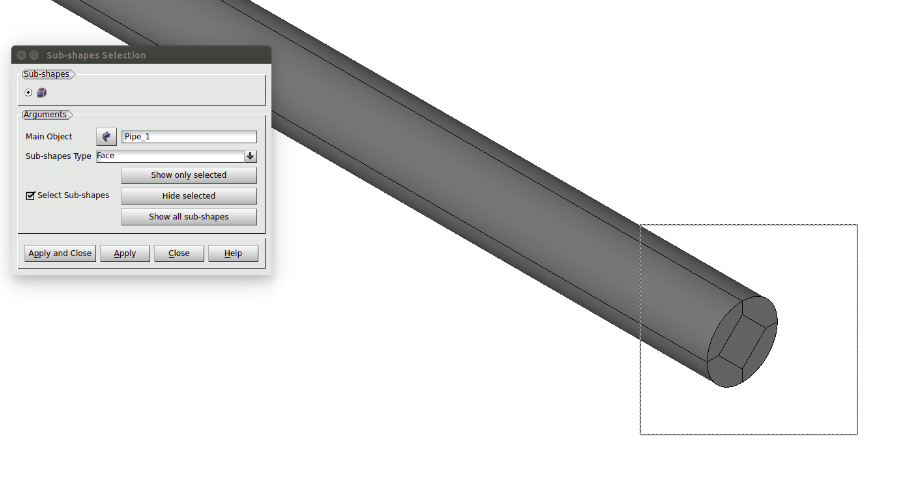 Sub-shapes Selection
Sub-shapes
Arguments
Main Object Pipe_1
Sub-shapes Type Face
Show only selected
Select Sub-shapes Hide selected
Show all sub-shapes
Apply and Close Apply Close Help